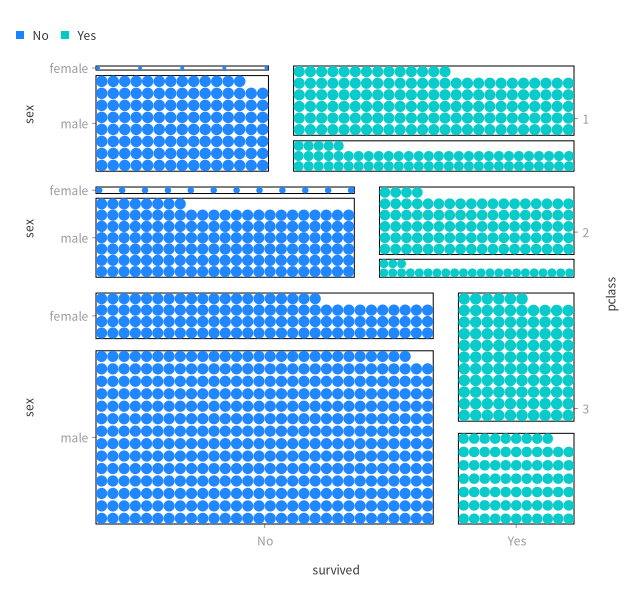 No Yes
female
sex
male
1
female
sex
male
2
pclass
female
sex
male
3
No Yes
survived